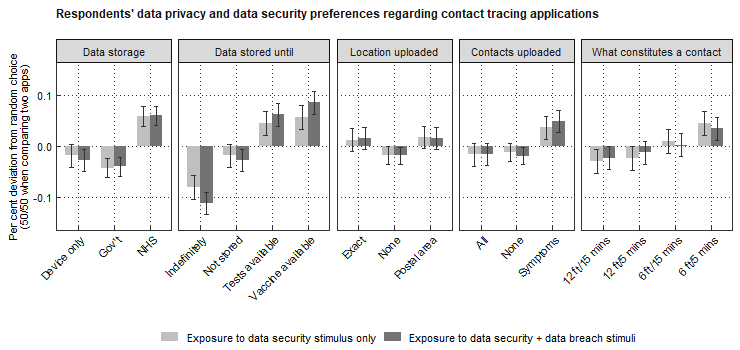 Respondents' data privacy and data security preferences regarding contact tracing applications
Data storage
Data stored until
Location uploaded
Contacts uploaded
What constitutes a contact
Per cent deviation from random choice
(50/50 when comparing two apps)
0.1
0.0
-0.1
Device only
Gov't
NHS
Indefinitely
Not stored
Tests available
Vaccine available
Exact
None
Postal area
All
None
Symptoms
12 ft/15 mins
12 ft/5 mins
6 ft/15 mins
6 ft/5 mins
Exposure to data security stimulus only
Exposure to data security + data breach stimuli